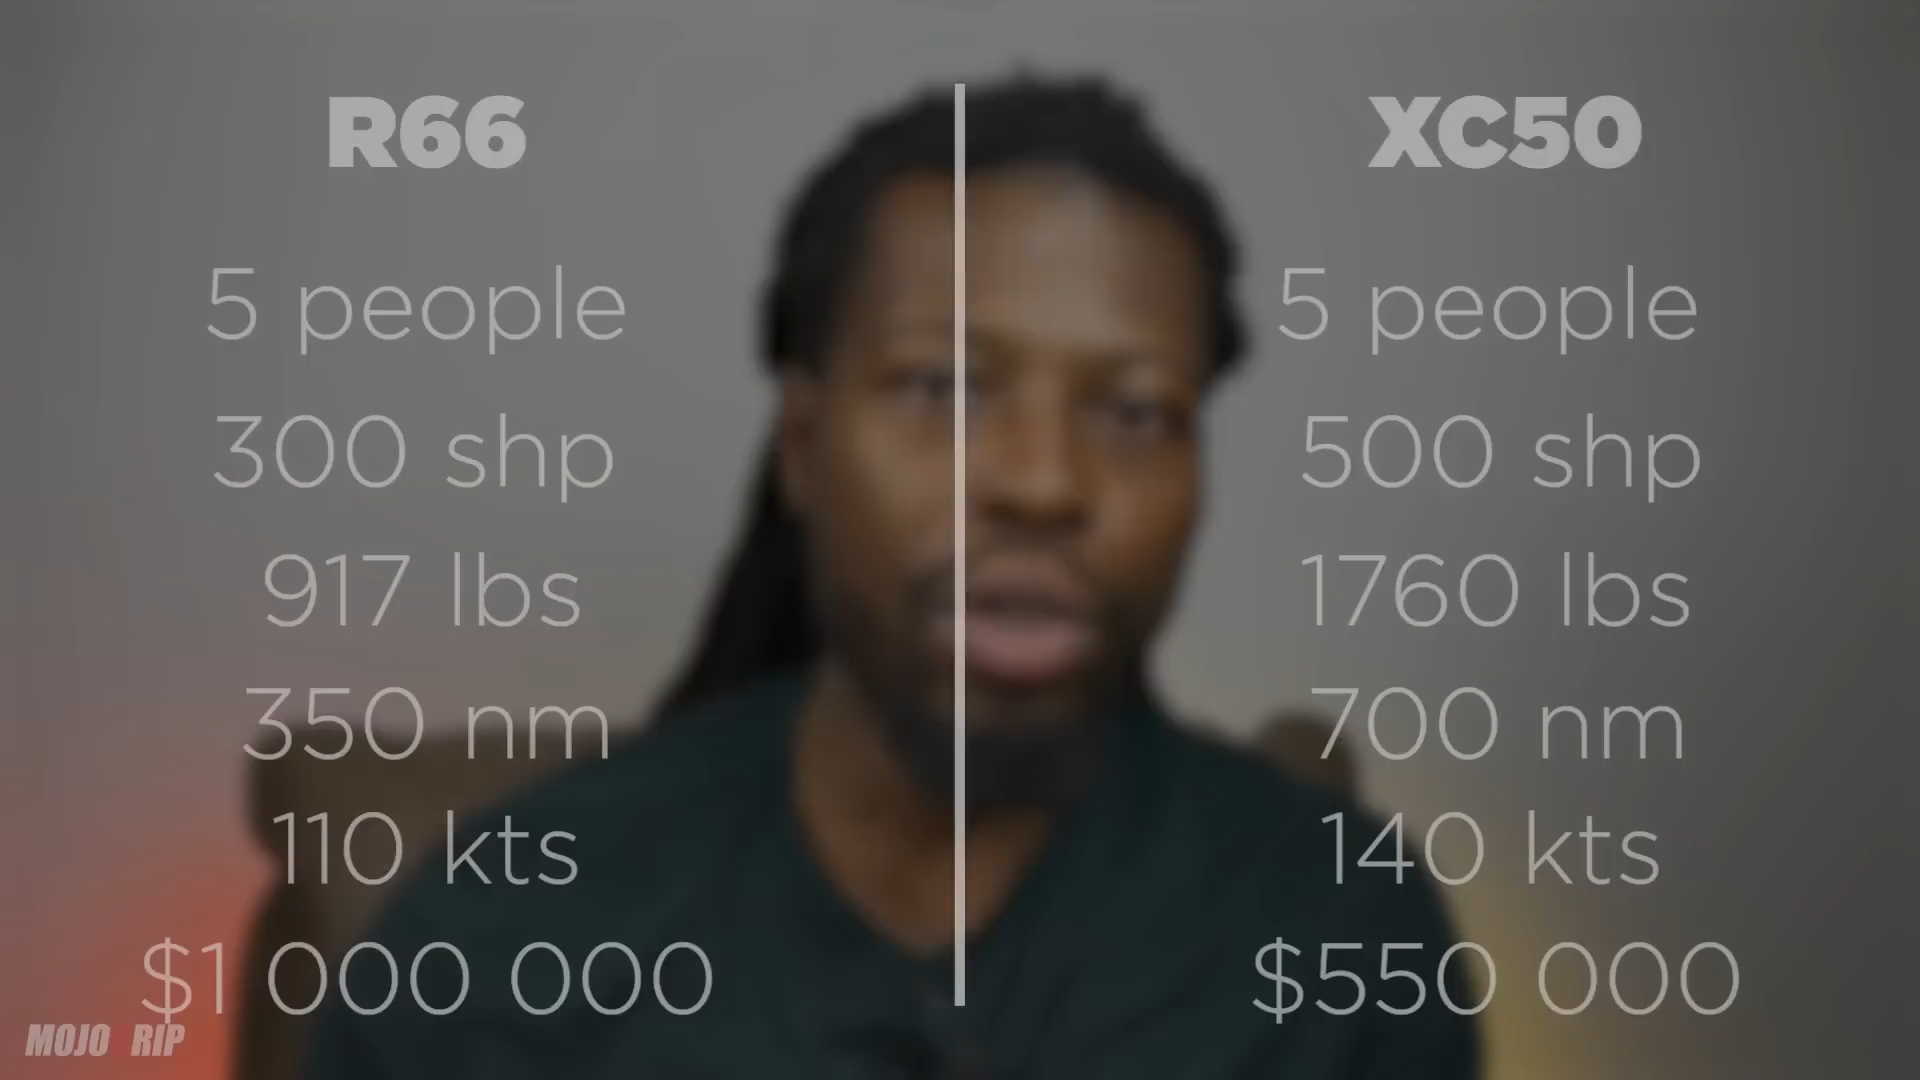 R66
5 people
300 shp
917 lbs
350 nm
110 kts
$1 000 000
XC50
5 people
500 shp
1760 lbs
700 nm
140 kts
$550 000
MOJO RIP